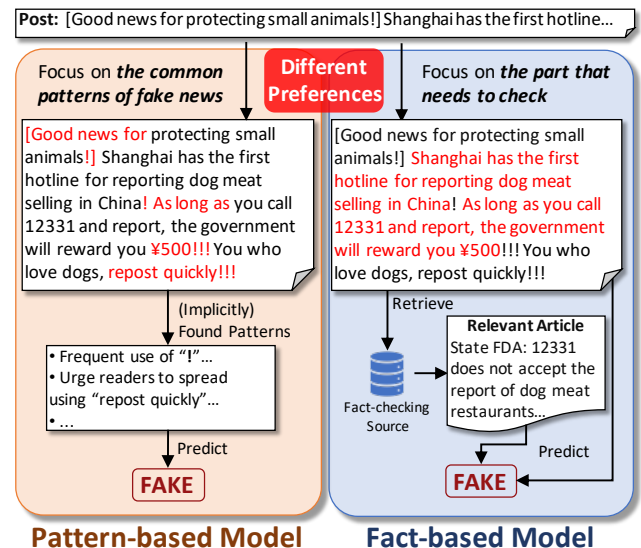 Post: [Good news for protecting small animals!] Shanghai has the first hotline…
Different
Preferences
Focus on the common
patterns of fake news
[Good news for protecting small
animals!] Shanghai has the first
hotline for reporting dog meat
selling in China! As long as you call
12331 and report, the government
will reward you ¥500!!! You who
love dogs, repost quickly!!!
(Implicitly)
Found Patterns
• Frequent use of “!”…
• Urge readers to spread
using “repost quickly”…
• …
Predict
FAKE
Pattern-based Model
Focus on the part that
needs to check
[Good news for protecting small
animals!] Shanghai has the first
hotline for reporting dog meat
selling in China! As long as you call
12331 and report, the government
will reward you ¥500!!! You who
love dogs, repost quickly!!!
Retrieve
Fact-checking
Source
Relevant Article
State FDA: 12331
does not accept the
report of dog meat
restaurants…
Predict
FAKE
Fact-based Model